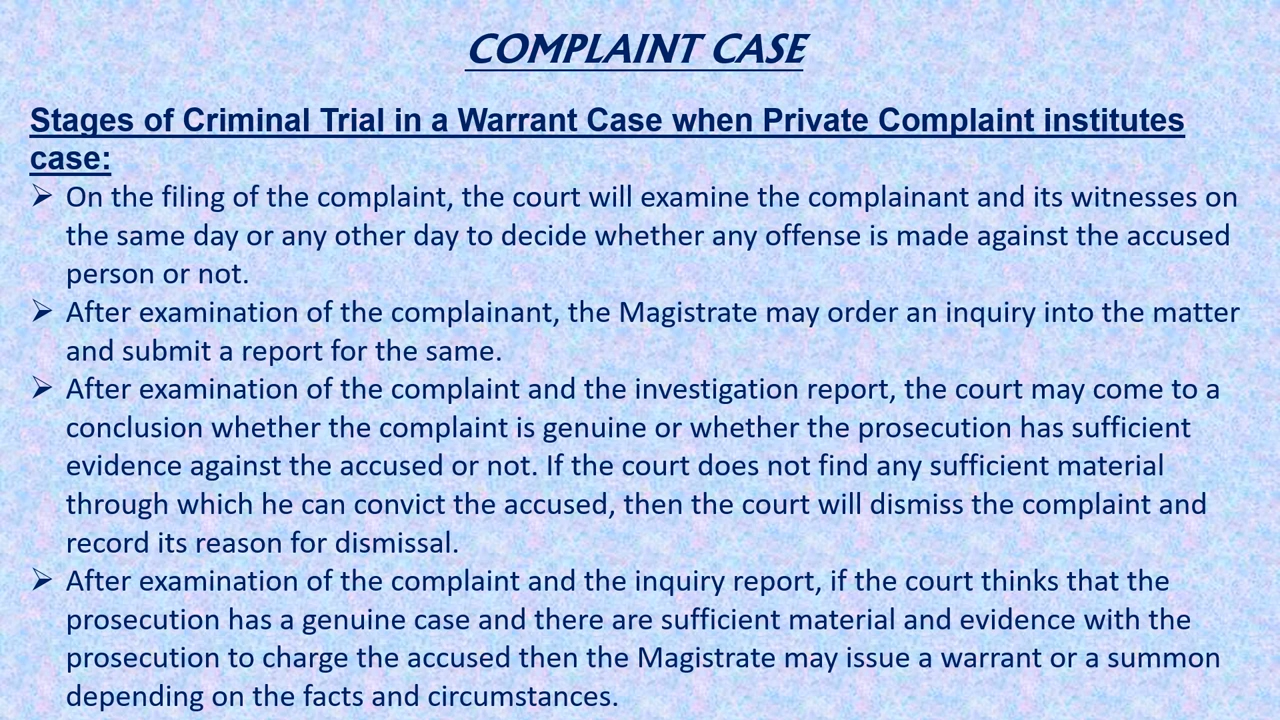 COMPLAINT CASE
Stages of Criminal Trial in a Warrant Case when Private Complaint institutes
case:
➢ On the filing of the complaint, the court will examine the complainant and its witnesses on
the same day or any other day to decide whether any offense is made against the accused
person or not.
➢ After examination of the complainant, the Magistrate may order an inquiry into the matter
and submit a report for the same.
➢ After examination of the complaint and the investigation report, the court may come to a
conclusion whether the complaint is genuine or whether the prosecution has sufficient
evidence against the accused or not. If the court does not find any sufficient material
through which he can convict the accused, then the court will dismiss the complaint and
record its reason for dismissal.
➢ After examination of the complaint and the inquiry report, if the court thinks that the
prosecution has a genuine case and there are sufficient material and evidence with the
prosecution to charge the accused then the Magistrate may issue a warrant or a summon
depending on the facts and circumstances.